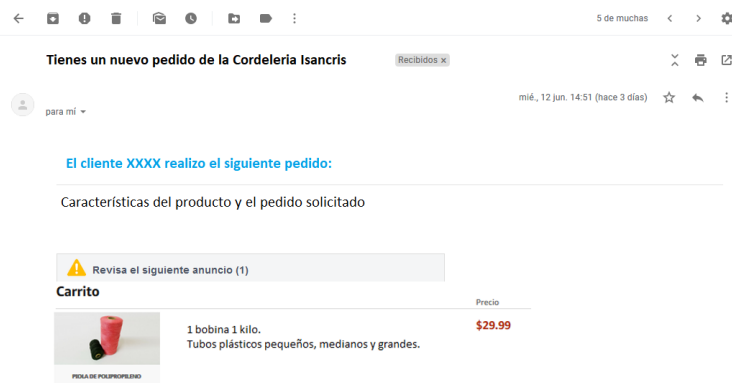 5 de muchas
Tienes un nuevo pedido de la Cordeleria Isancris
Recibidos x
mié., 12 jun. 14:51 (hace 3 días)
para mí
El cliente XXXX realizo el siguiente pedido:
Características del producto y el pedido solicitado
Revisa el siguiente anuncio (1)
Carrito
Precio
1 bobina 1 kilo.
$29.99
Tubos plásticos pequeños, medianos y grandes.
PIOLA DE POLIPROPILENO